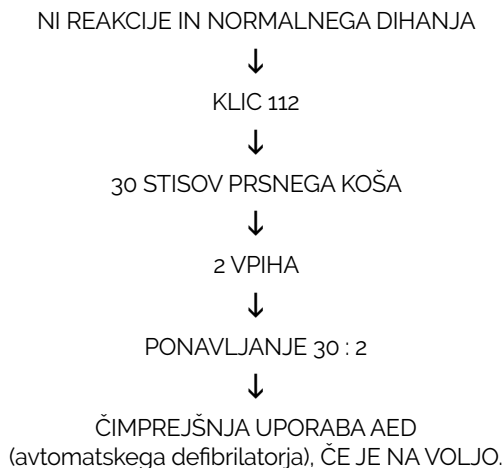 NI REAKCIJE IN NORMALNEGA DIHANJA
↓
KLIC 112
↓
30 STISOV PRSNEGA KOŠA
↓
2 VPIHA
↓
PONAVLJANJE 30 : 2
↓
ČIMPREJŠNJA UPORABA AED
(avtomatskega defibrilatorja), ČE JE NA VOLJO.